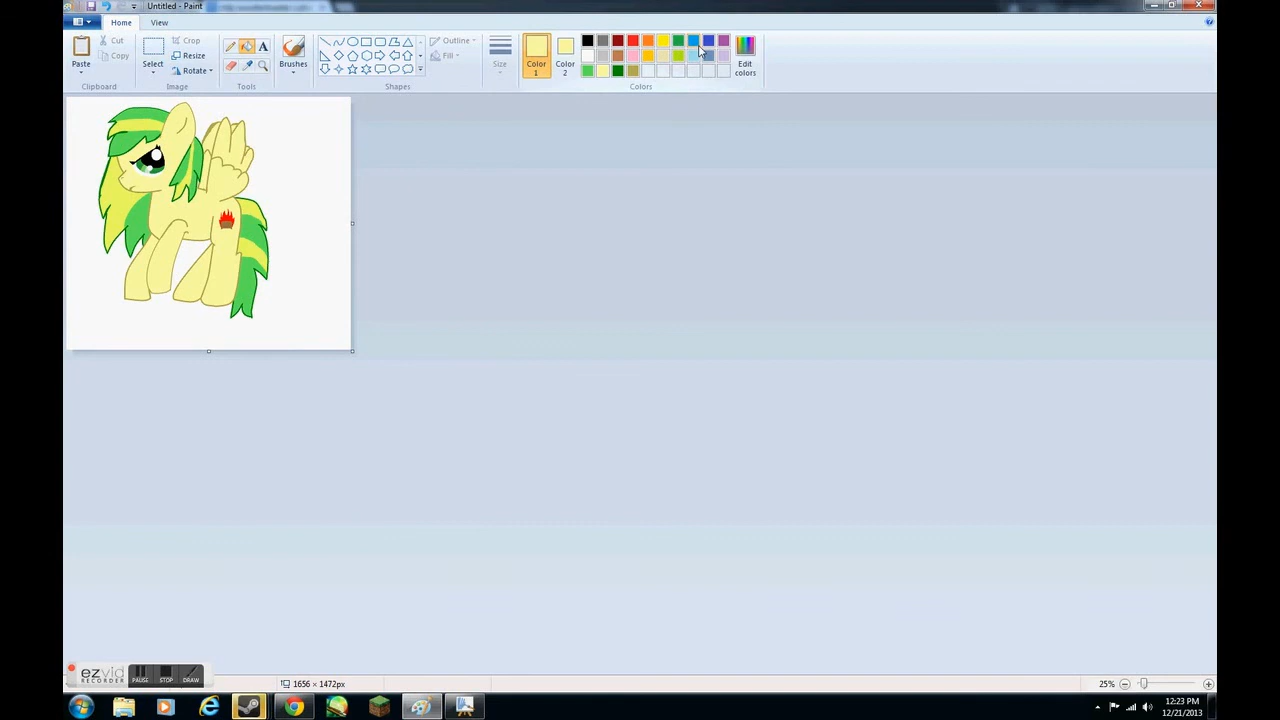 Untitled - Paint
Home View
Paste Cut Copy Clipboard
Select Crop Resize Rotate Image
A Tools
Brushes
Outline Fill Shapes
Size
Color 1
Color 2
Edit colors
Colors
ezvid RECORDER PAUSE STOP DRAW
1656 × 1472px 25%
12:23 PM
12/21/2013